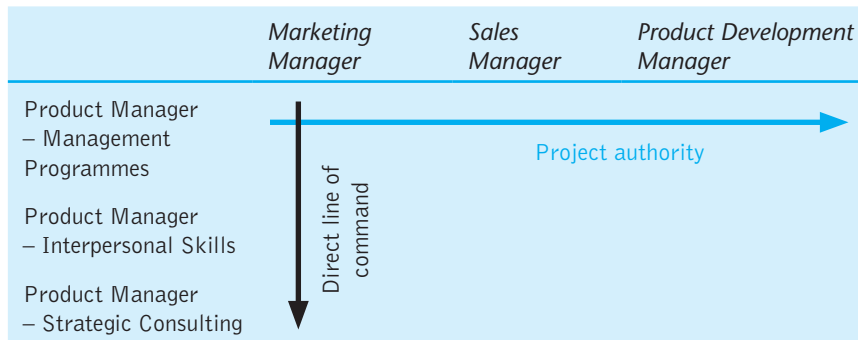 Marketing Manager
Sales Manager
Product Development Manager
Product Manager
– Management
Programmes
Project authority
Direct line of
command
Product Manager
– Interpersonal Skills
Product Manager
– Strategic Consulting